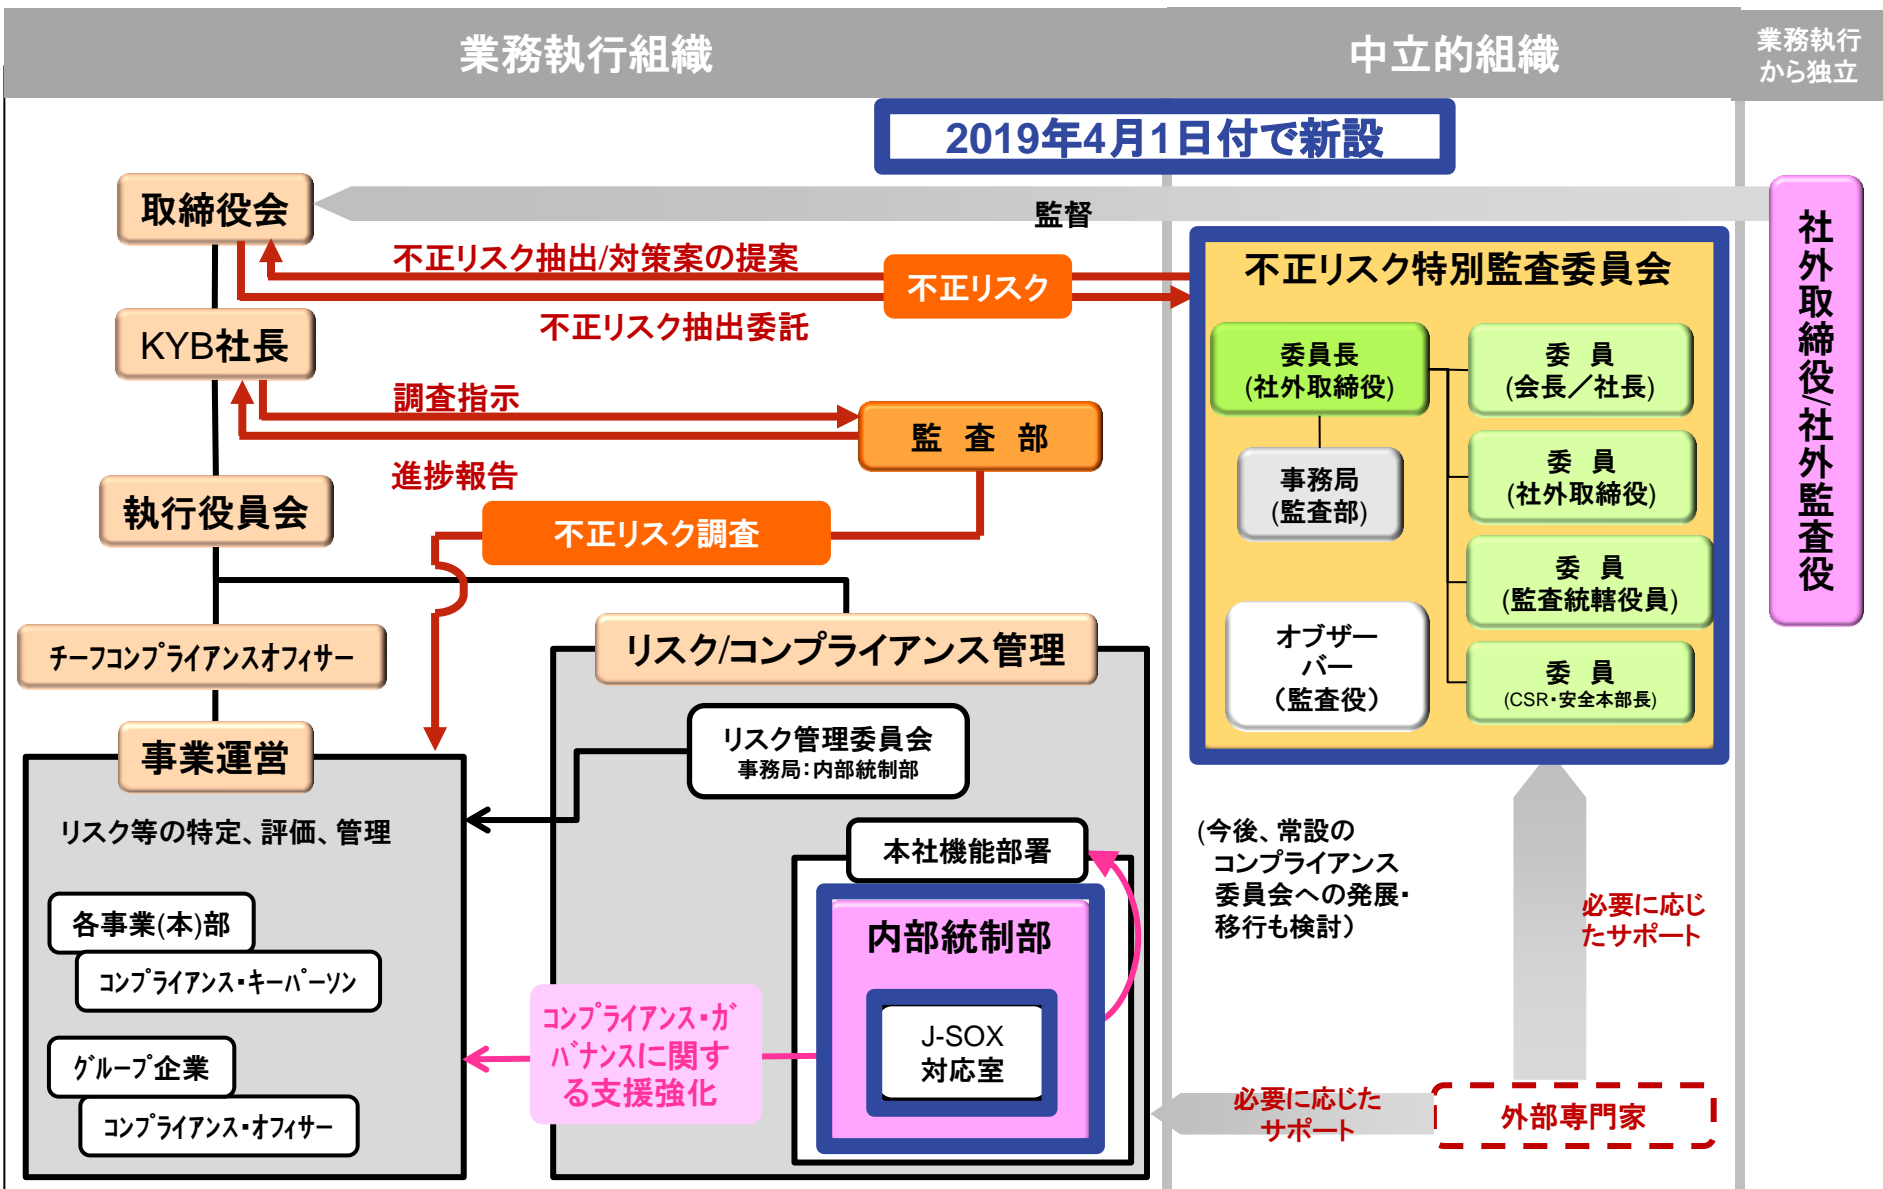 業務執行組織
中立的組織
業務執行
から独立
2019年4月1日付で新設
取締役会
監督
不正リスク抽出/対策案の提案
不正リスク
不正リスク抽出委託
KYB社長
調査指示
監 査 部
進捗報告
執行役員会
不正リスク調査
チーフコンプライアンスオフィサー
リスク/コンプライアンス管理
事業運営
リスク等の特定、評価、管理
各事業(本)部
コンプライアンス・キーパーソン
グループ企業
コンプライアンス・オフィサー
リスク管理委員会
事務局:内部統制部
本社機能部署
内部統制部
J-SOX
対応室
コンプライアンス・ガ
バナンスに関す
る支援強化
不正リスク特別監査委員会
委員長
(社外取締役)
事務局
(監査部)
オブザー
バー
(監査役)
委 員
(会長/社長)
委 員
(社外取締役)
委 員
(監査統轄役員)
委 員
(CSR・安全本部長)
社外取締役/社外監査役
(今後、常設の
コンプライアンス
委員会への発展・
移行も検討)
必要に応じ
たサポート
必要に応じた
サポート
外部専門家